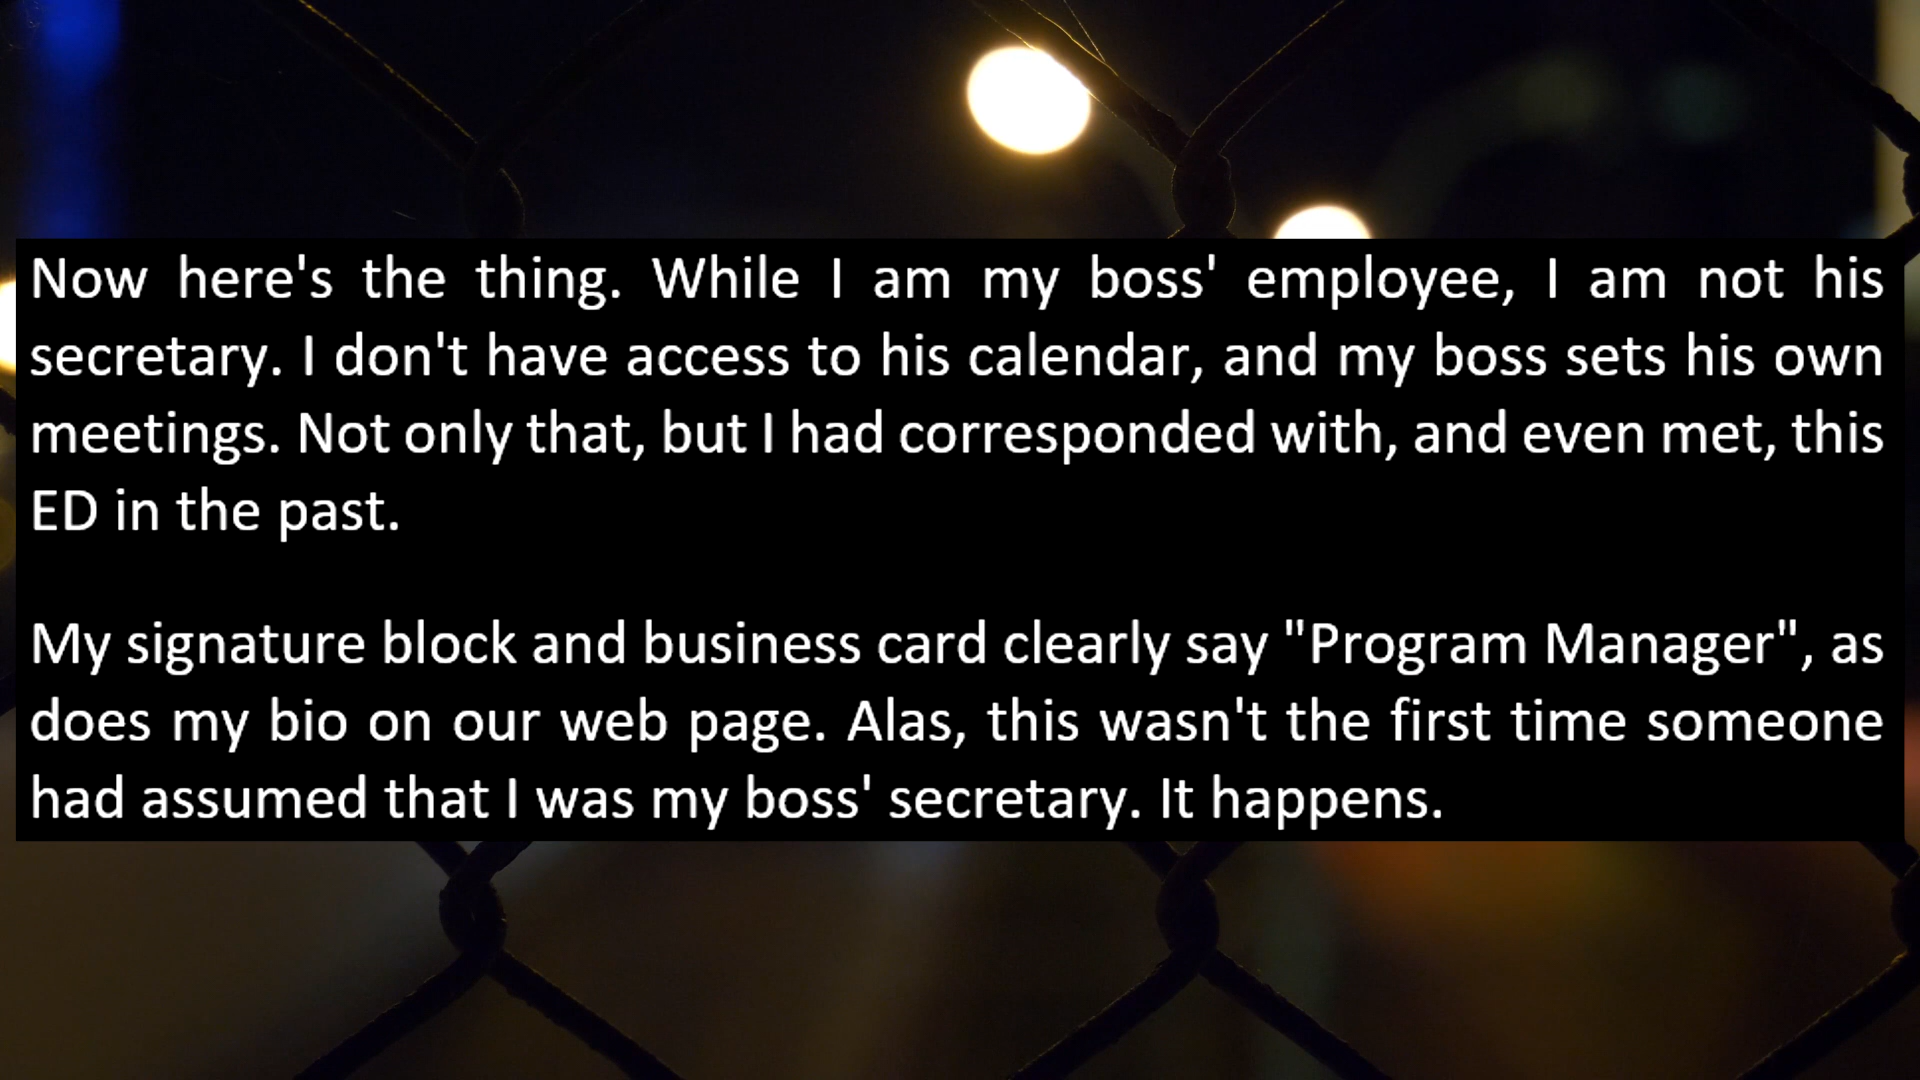 Now here's the thing. While I am my boss' employee, I am not his
secretary. I don't have access to his calendar, and my boss sets his own
meetings. Not only that, but I had corresponded with, and even met, this
ED in the past.
My signature block and business card clearly say "Program Manager", as
does my bio on our web page. Alas, this wasn't the first time someone
had assumed that I was my boss' secretary. It happens.